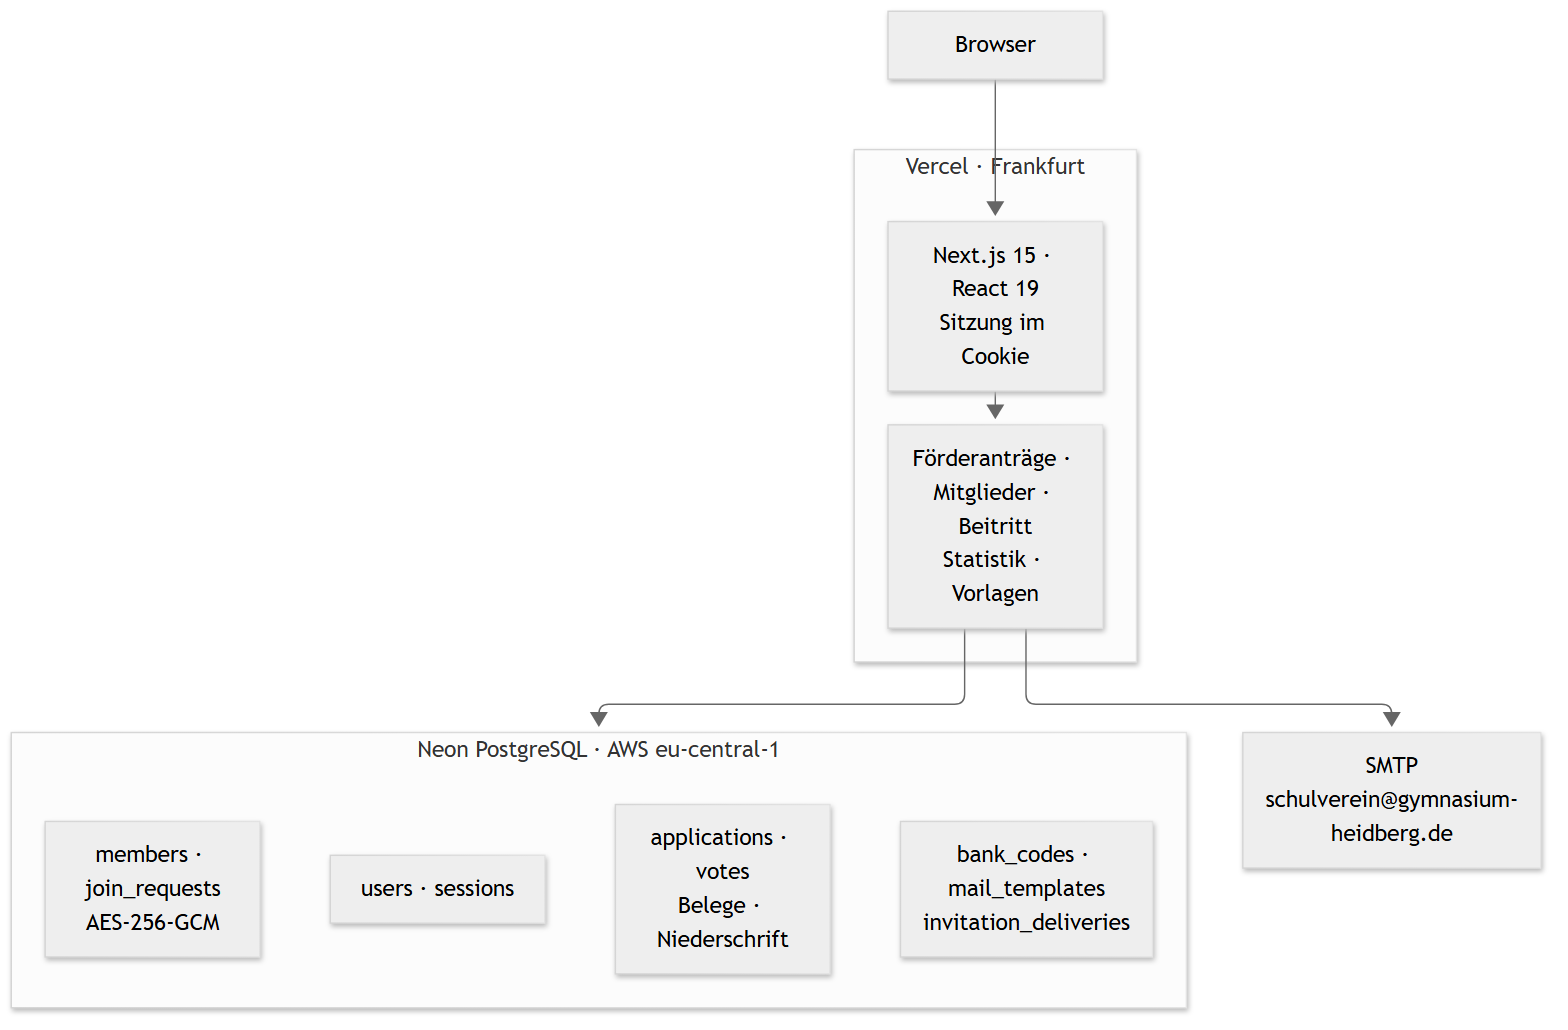 Browser
Vercel · Frankfurt
Next.js 15 ·
React 19
Sitzung im
Cookie
Förderanträge ·
Mitglieder ·
Beitritt
Statistik ·
Vorlagen
Neon PostgreSQL · AWS eu-central-1
members ·
join_requests
AES-256-GCM
users · sessions
applications ·
votes
Belege ·
Niederschrift
bank_codes ·
mail_templates
invitation_deliveries
SMTP
schulverein@gymnasium-
heidberg.de